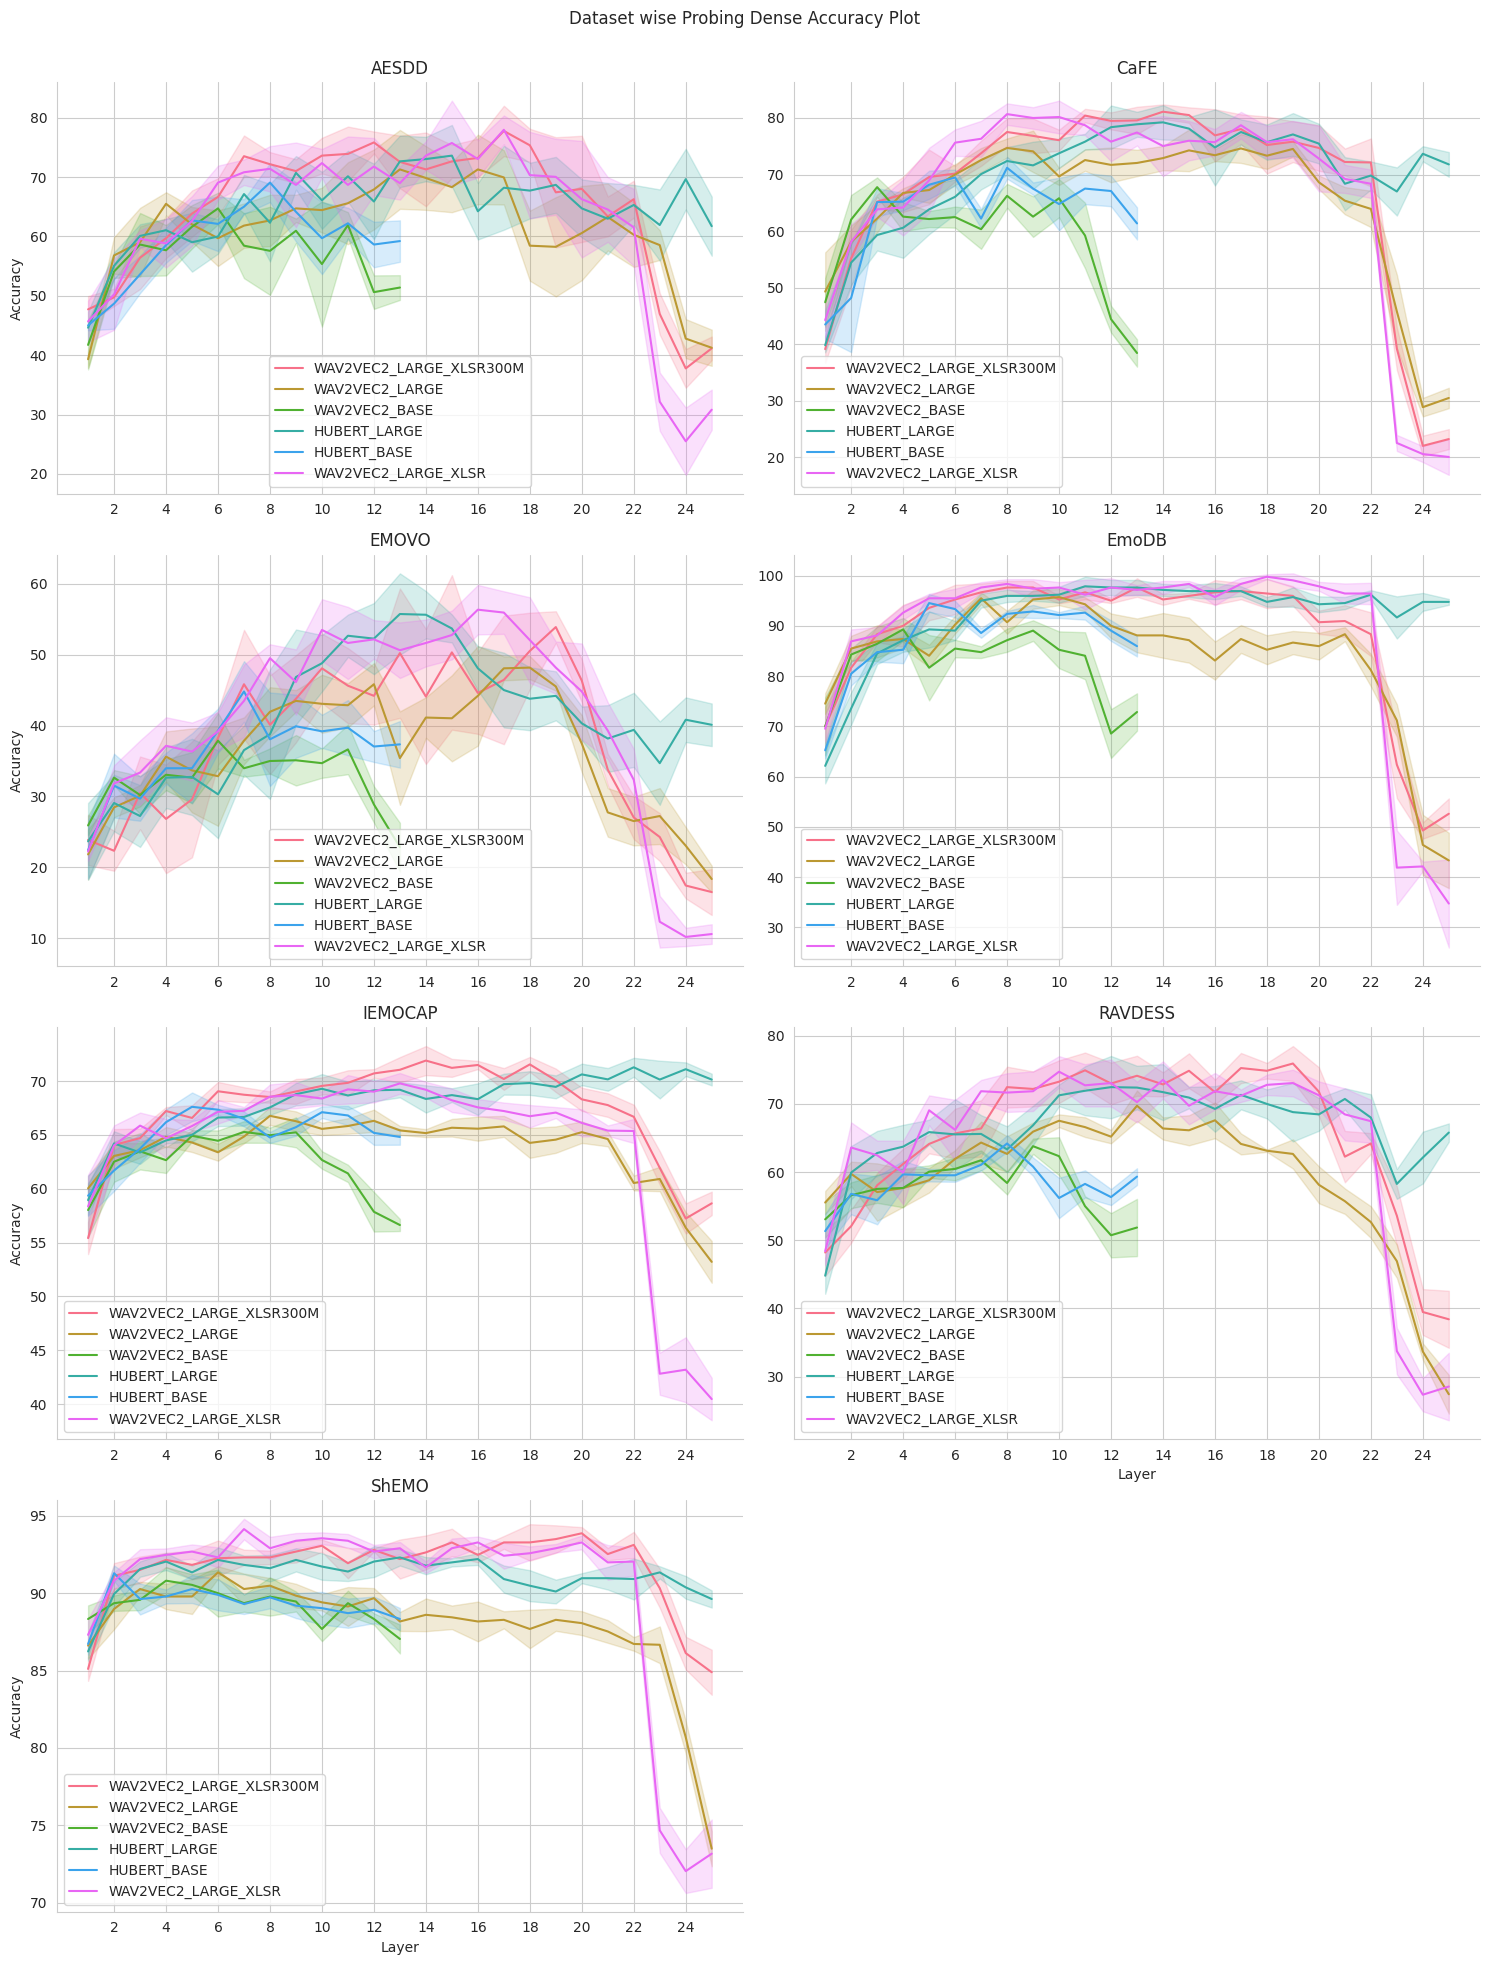 Dataset wise Probing Dense Accuracy Plot
AESDD
Accuracy
80
70
60
50
40
30
20
WAV2VEC2_LARGE_XLSR300M
WAV2VEC2_LARGE
WAV2VEC2_BASE
HUBERT_LARGE
HUBERT_BASE
WAV2VEC2_LARGE_XLSR
2 4 6 8 10 12 14 16 18 20 22 24
CaFE
80
70
60
50
40
30
20
WAV2VEC2_LARGE_XLSR300M
WAV2VEC2_LARGE
WAV2VEC2_BASE
HUBERT_LARGE
HUBERT_BASE
WAV2VEC2_LARGE_XLSR
2 4 6 8 10 12 14 16 18 20 22 24
EMOVO
Accuracy
60
50
40
30
20
10
WAV2VEC2_LARGE_XLSR300M
WAV2VEC2_LARGE
WAV2VEC2_BASE
HUBERT_LARGE
HUBERT_BASE
WAV2VEC2_LARGE_XLSR
2 4 6 8 10 12 14 16 18 20 22 24
EmoDB
100
90
80
70
60
50
40
30
WAV2VEC2_LARGE_XLSR300M
WAV2VEC2_LARGE
WAV2VEC2_BASE
HUBERT_LARGE
HUBERT_BASE
WAV2VEC2_LARGE_XLSR
2 4 6 8 10 12 14 16 18 20 22 24
IEMOCAP
Accuracy
70
65
60
55
50
45
40
WAV2VEC2_LARGE_XLSR300M
WAV2VEC2_LARGE
WAV2VEC2_BASE
HUBERT_LARGE
HUBERT_BASE
WAV2VEC2_LARGE_XLSR
2 4 6 8 10 12 14 16 18 20 22 24
RAVDESS
80
70
60
50
40
30
WAV2VEC2_LARGE_XLSR300M
WAV2VEC2_LARGE
WAV2VEC2_BASE
HUBERT_LARGE
HUBERT_BASE
WAV2VEC2_LARGE_XLSR
2 4 6 8 10 12 14 16 18 20 22 24
Layer
ShEMO
Accuracy
95
90
85
80
75
70
WAV2VEC2_LARGE_XLSR300M
WAV2VEC2_LARGE
WAV2VEC2_BASE
HUBERT_LARGE
HUBERT_BASE
WAV2VEC2_LARGE_XLSR
2 4 6 8 10 12 14 16 18 20 22 24
Layer